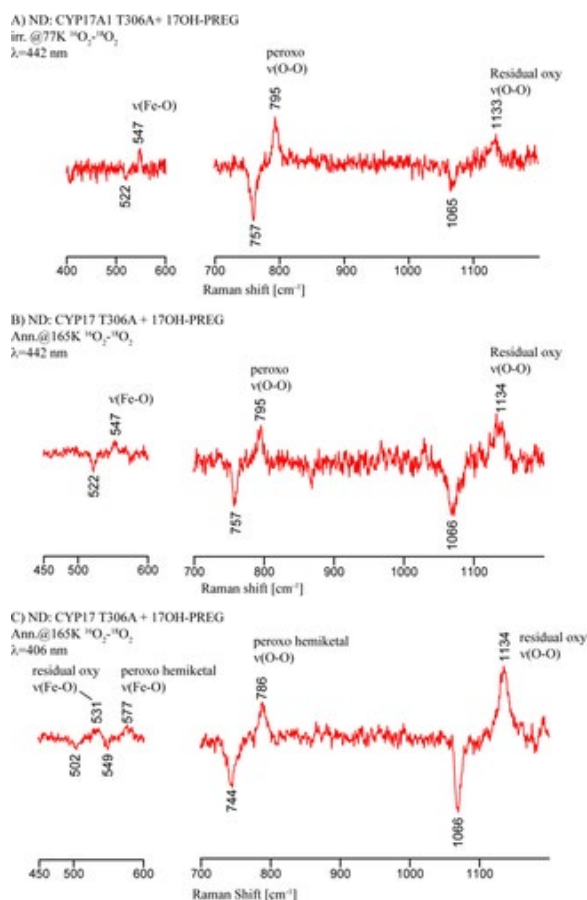 A) ND: CYP17A1 T306A+ 17OH-PREG
irr. @77K ¹⁶O₂-¹⁸O₂
λ=442 nm
peroxo
ν(O-O)
795
Residual oxy
ν(O-O)
1133
ν(Fe-O)
547
522
757
1065
400 500 600 700 800 900 1000 1100
Raman shift [cm⁻¹]
B) ND: CYP17 T306A + 17OH-PREG
Ann.@165K ¹⁶O₂-¹⁸O₂
λ=442 nm
peroxo
ν(O-O)
795
Residual oxy
ν(O-O)
1134
ν(Fe-O)
547
522
757
1066
450 500 600 700 800 900 1000 1100
Raman shift [cm⁻¹]
C) ND: CYP17 T306A + 17OH-PREG
Ann.@165K ¹⁶O₂-¹⁸O₂
λ=406 nm
residual oxy
ν(Fe-O)
531
peroxo hemiketal
ν(Fe-O)
577
peroxo hemiketal
ν(O-O)
786
1134
residual oxy
ν(O-O)
502
549
744
1066
450 500 600 700 800 900 1000 1100
Raman Shift [cm⁻¹]